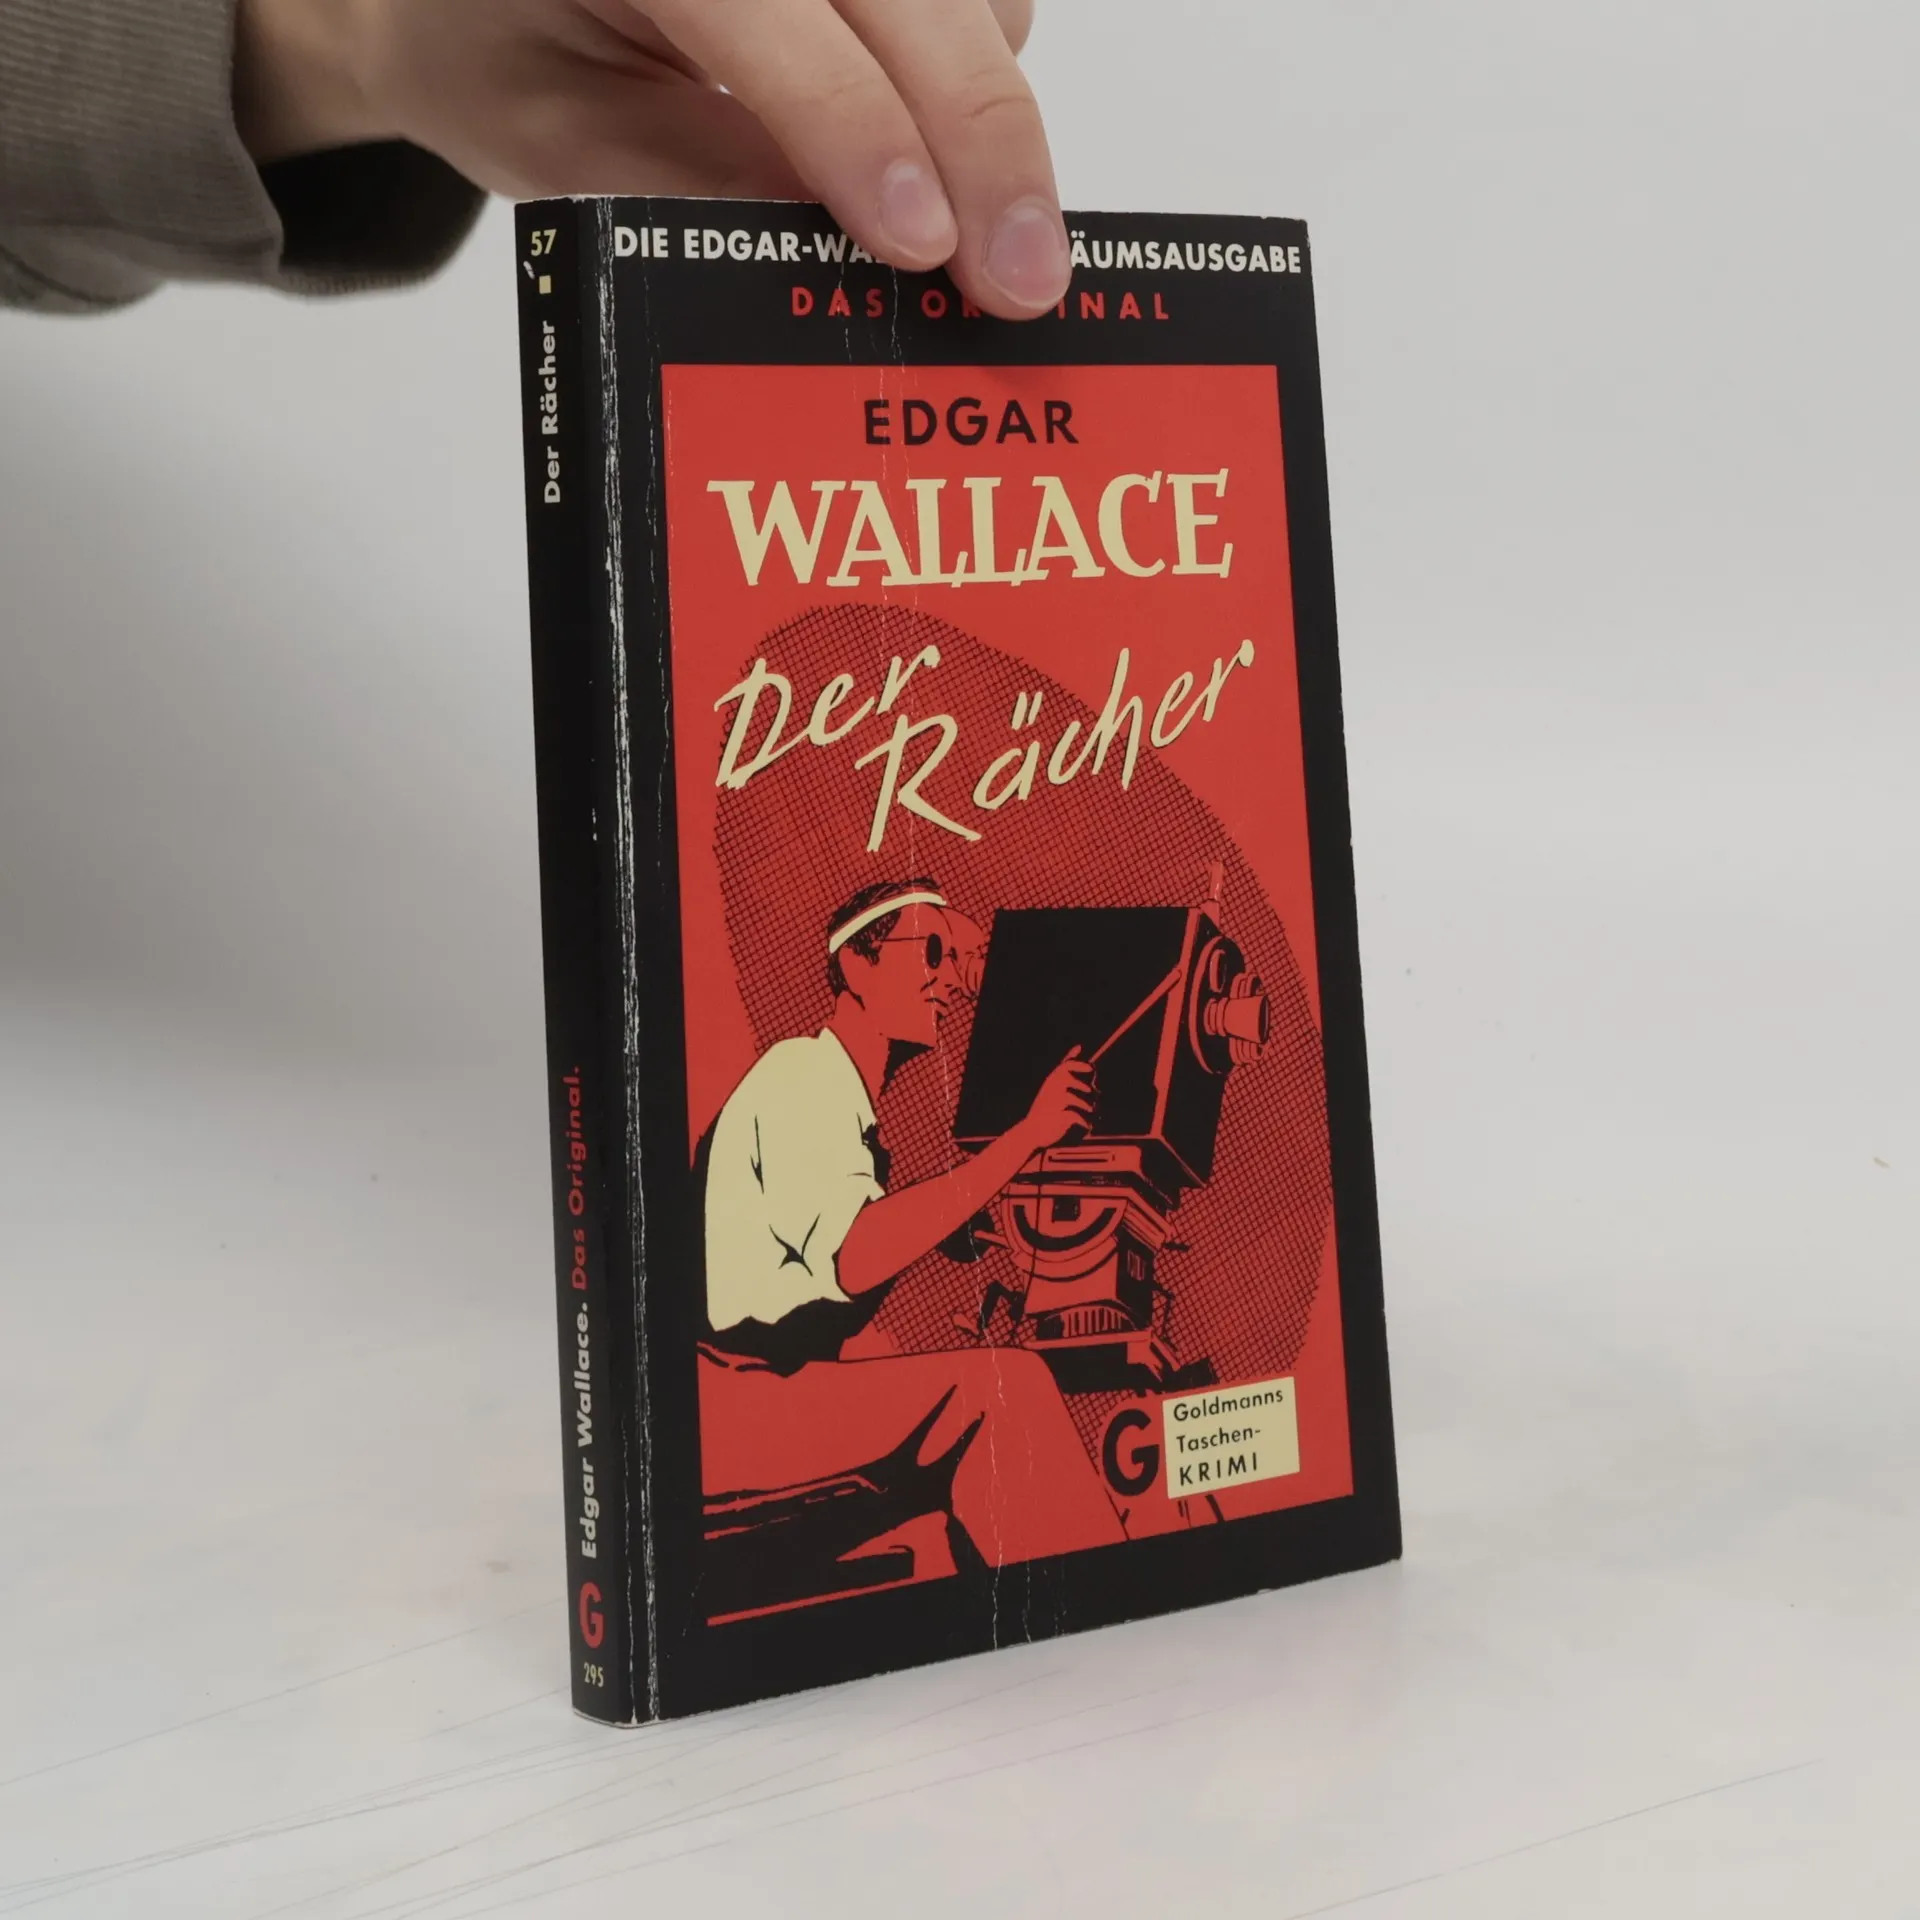 DIE EDGAR-WA ÄUMSAUSGABE
DAS OR INAL
EDGAR
WALLACE
Der
Rächer
G
Goldmanns
Taschen-
KRIMI
57
Der Rächer
Edgar Wallace. Das Original.
G
295